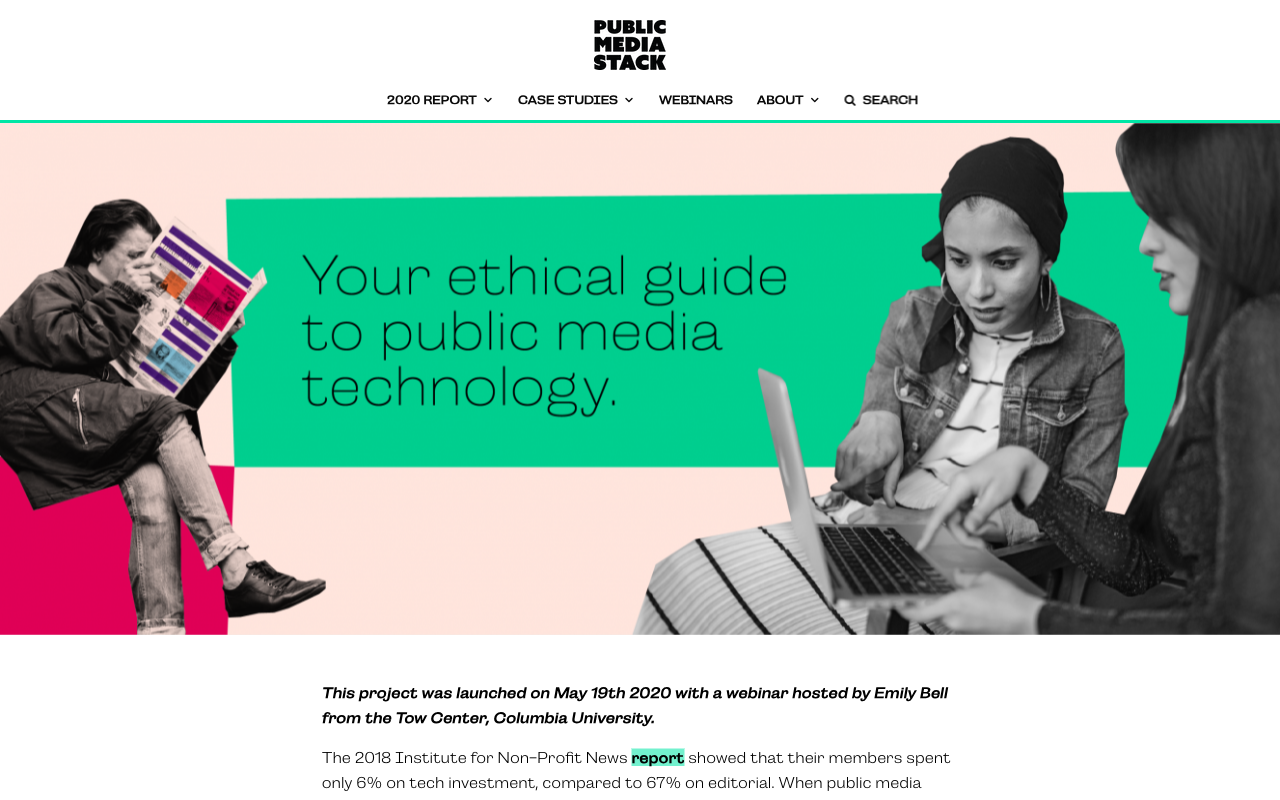 PUBLIC
MEDIA
STACK
2020 REPORT CASE STUDIES WEBINARS ABOUT SEARCH
Your ethical guide
to public media
technology.
This project was launched on May 19th 2020 with a webinar hosted by Emily Bell
from the Tow Center, Columbia University.
The 2018 Institute for Non-Profit News report showed that their members spent
only 6% on tech investment, compared to 67% on editorial. When public media